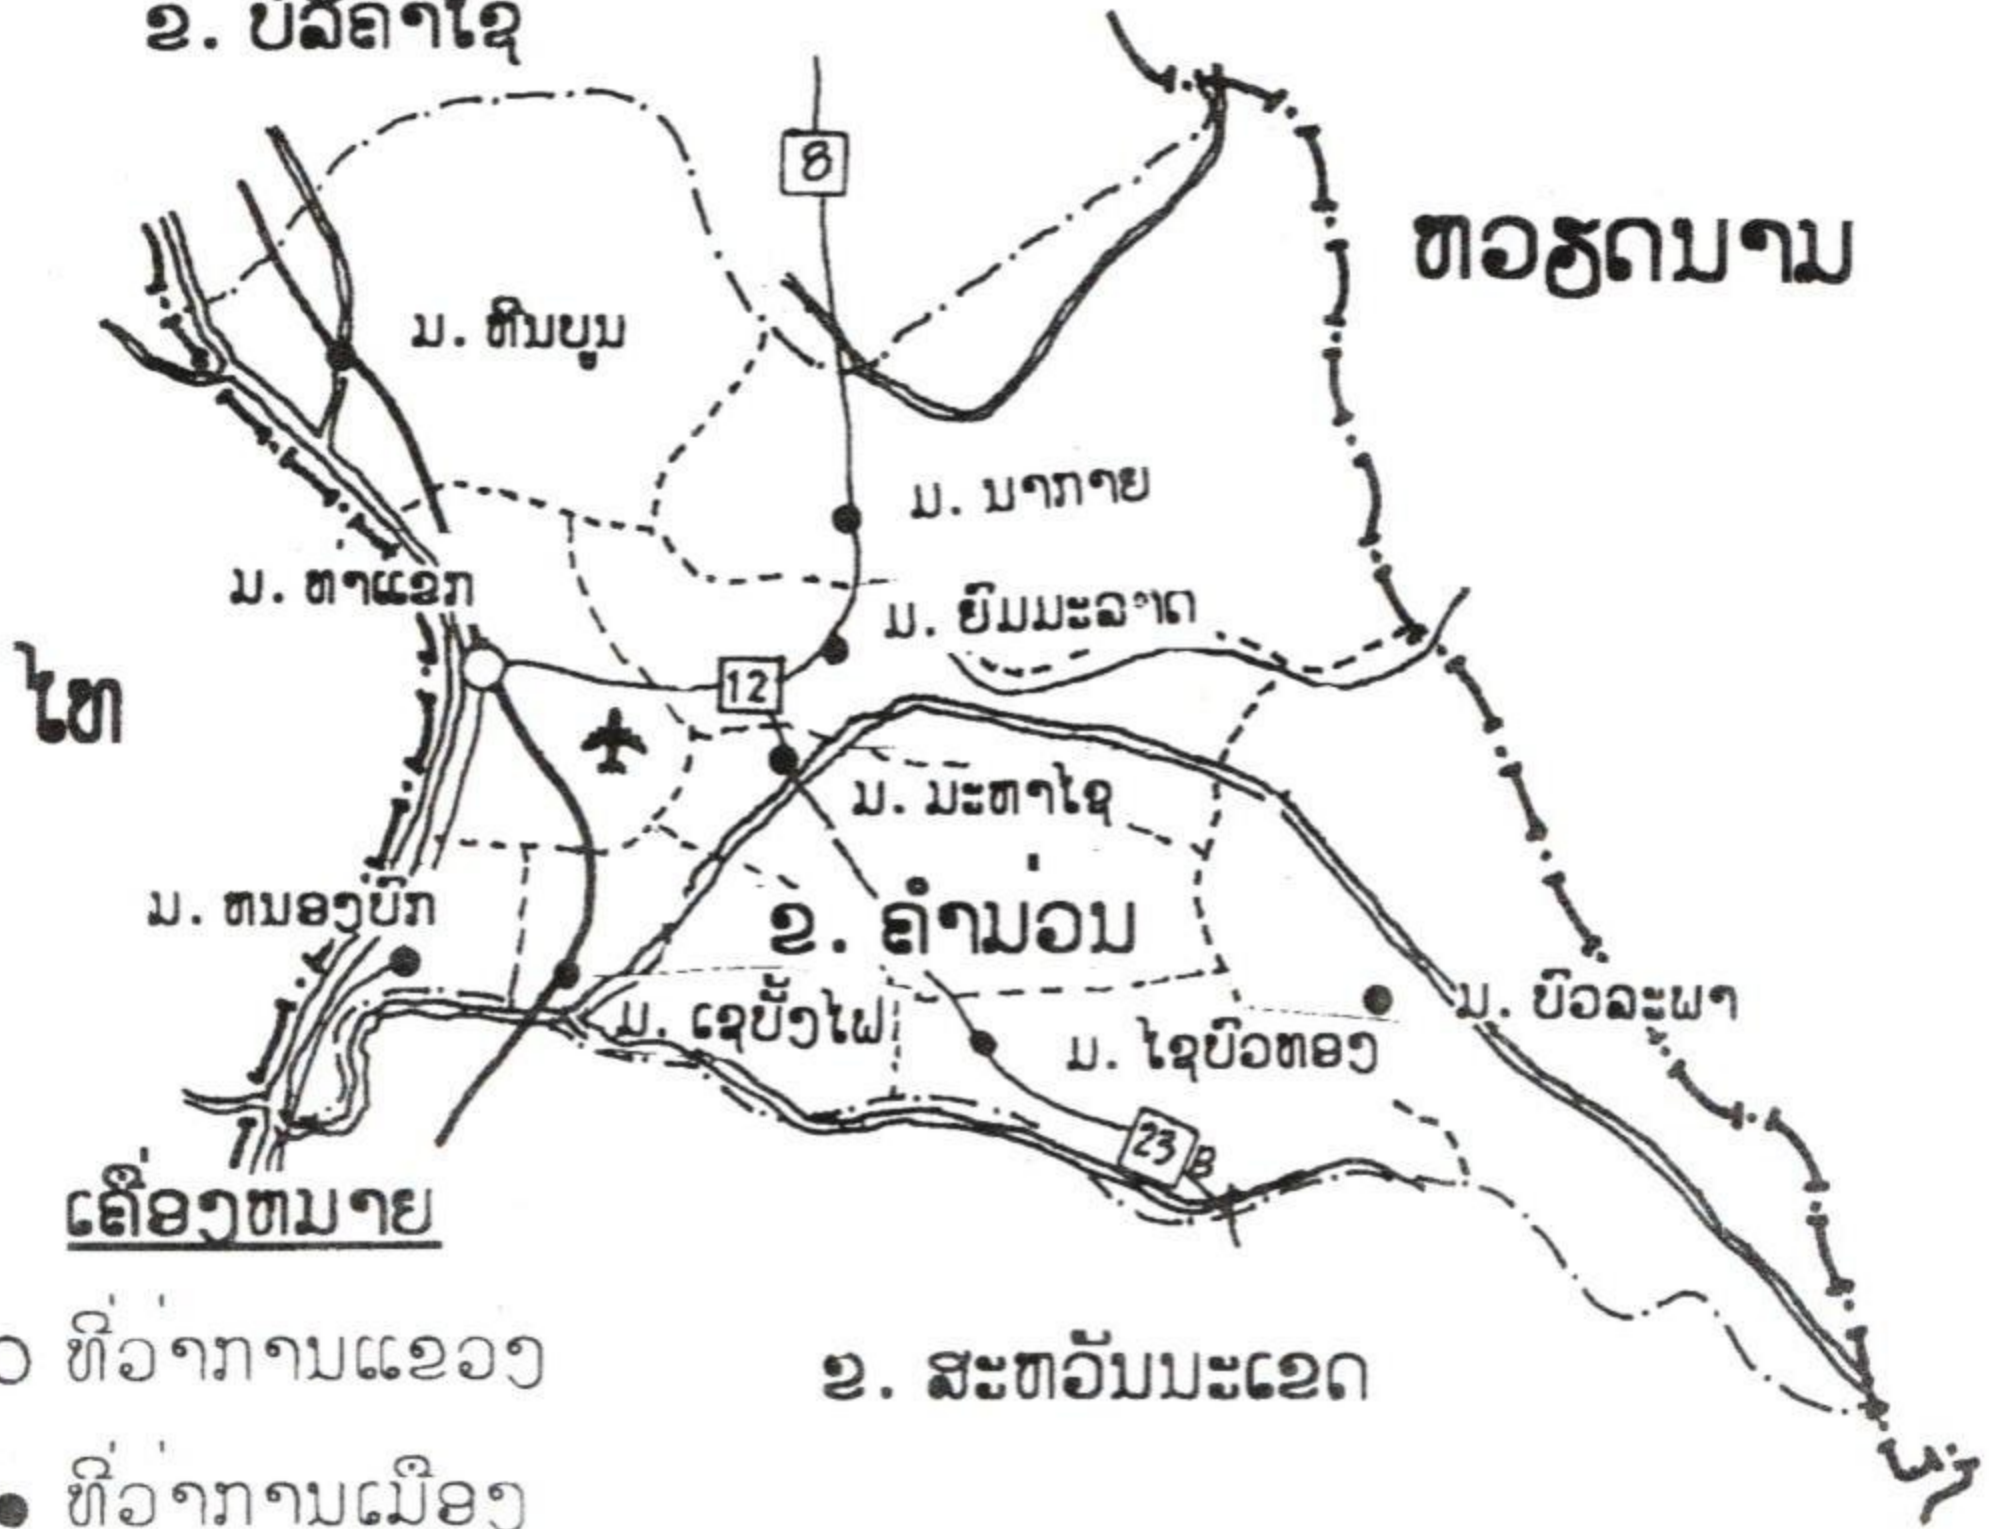 ຂ. ບໍລິຄຳໄຊ
8
ຫວຽດນາມ
ມ. ຫີນບູນ
ມ. ນາກາຍ
ມ. ທ່າແຂກ
ມ. ຍົມມະລາດ
ໄທ
12
ມ. ມະຫາໄຊ
ມ. ຫນອງບົກ
ຂ. ຄຳມ່ວນ
ມ. ເຊບັ້ງໄຟ
ມ. ໄຊບົວທອງ
ມ. ບົວລະພາ
23 B
ເຄື່ອງຫມາຍ
ທີ່ວ່າການແຂວງ
ຂ. ສະຫວັນນະເຂດ
ທີ່ວ່າການເມືອງ